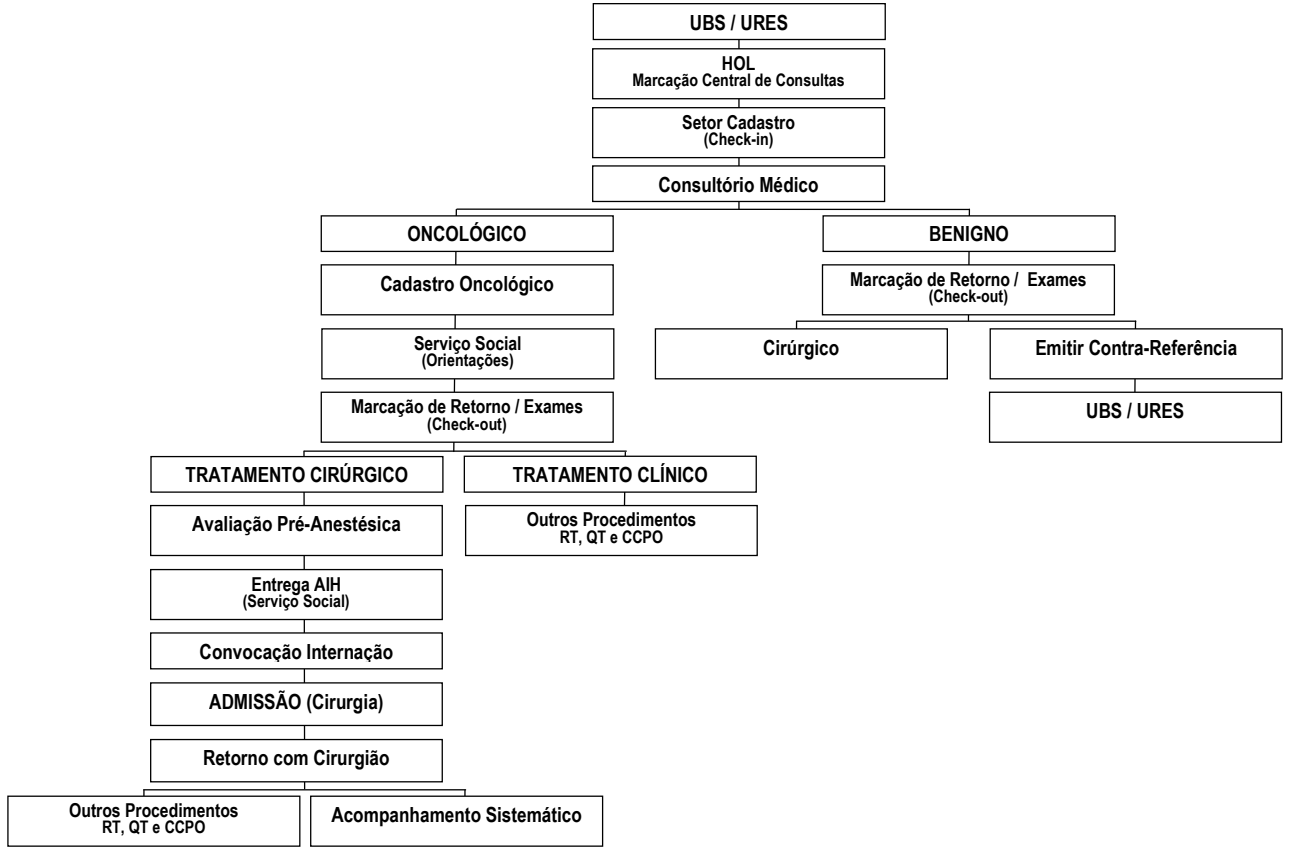 UBS / URES
HOL
Marcação Central de Consultas
Setor Cadastro
(Check-in)
Consultório Médico
ONCOLÓGICO
BENIGNO
Cadastro Oncológico
Marcação de Retorno / Exames
(Check-out)
Serviço Social
(Orientações)
Cirúrgico
Emitir Contra-Referência
Marcação de Retorno / Exames
(Check-out)
UBS / URES
TRATAMENTO CIRÚRGICO
TRATAMENTO CLÍNICO
Avaliação Pré-Anestésica
Outros Procedimentos
RT, QT e CCPO
Entrega AIH
(Serviço Social)
Convocação Internação
ADMISSÃO (Cirurgia)
Retorno com Cirurgião
Outros Procedimentos
RT, QT e CCPO
Acompanhamento Sistemático